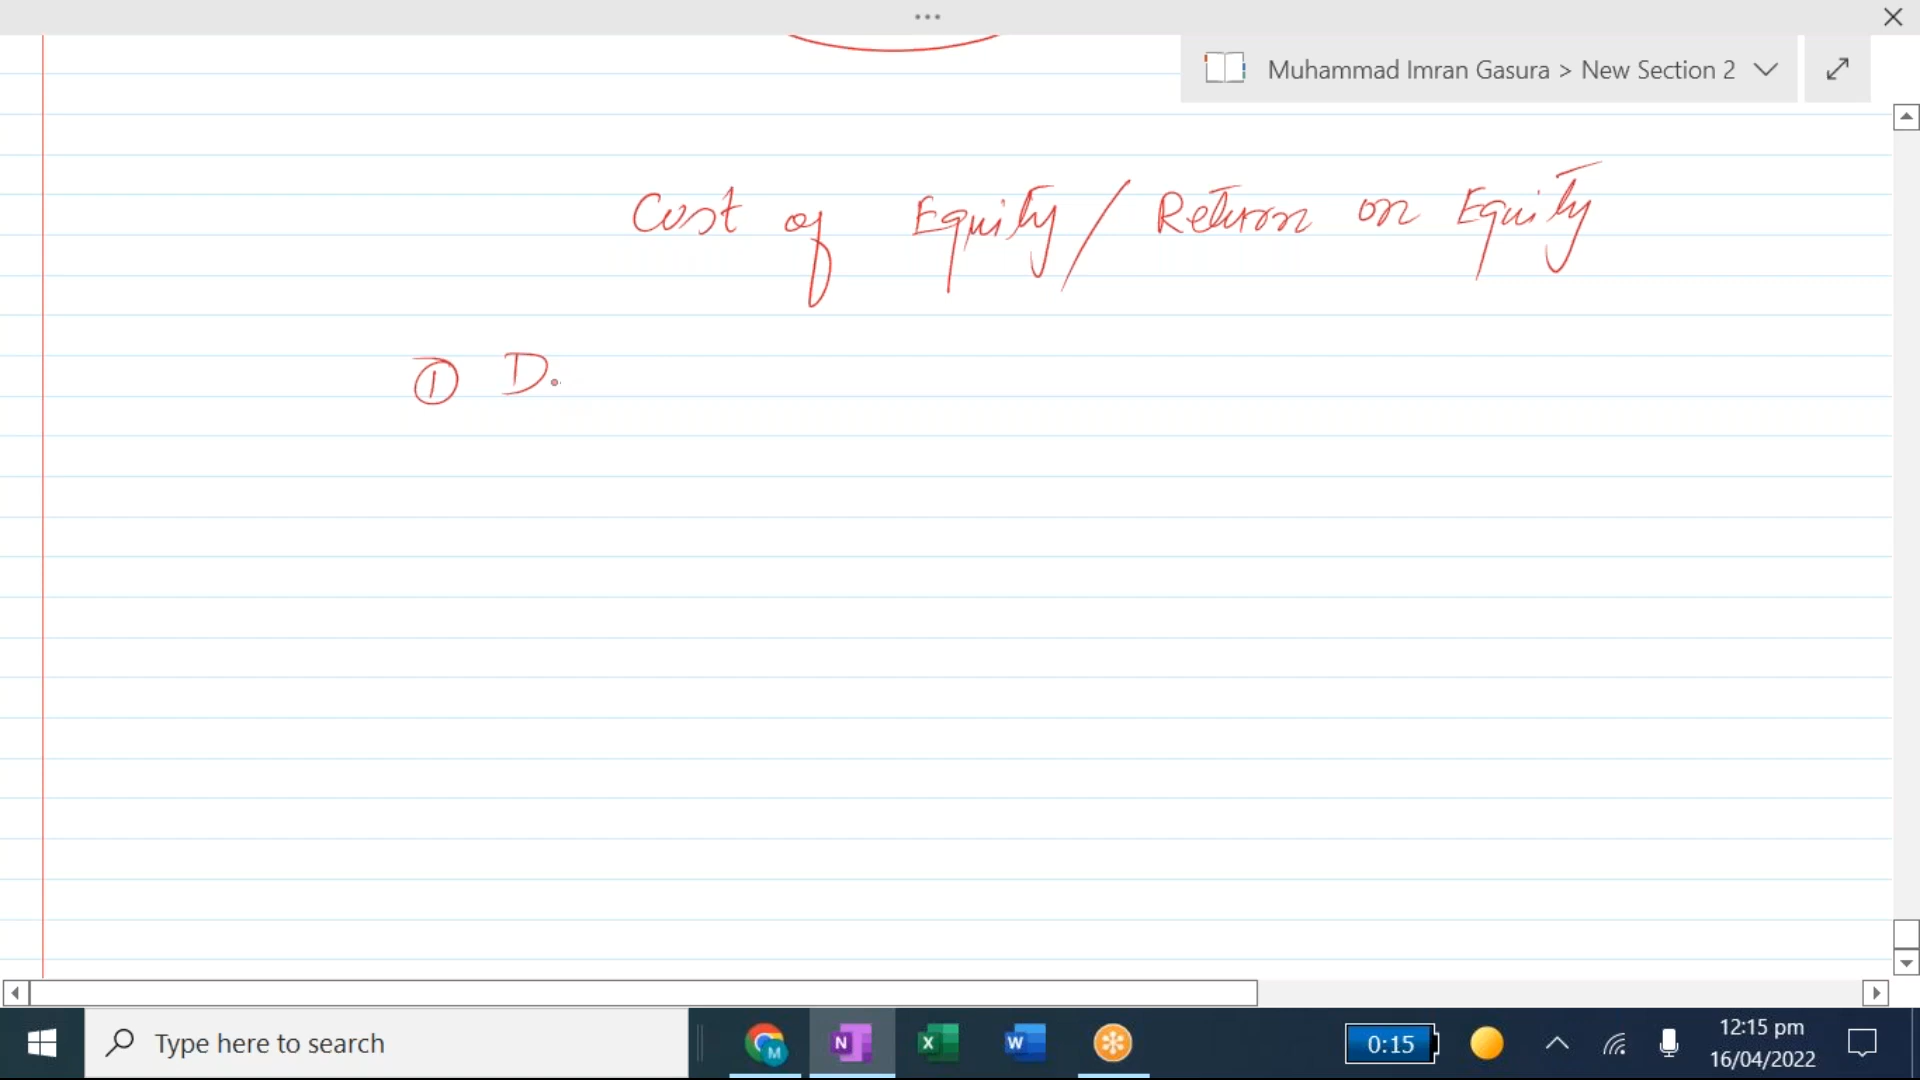 Muhammad Imran Gasura > New Section 2
Cost of Equity / Return on Equity
① D.
Type here to search
0:15
12:15 pm
16/04/2022